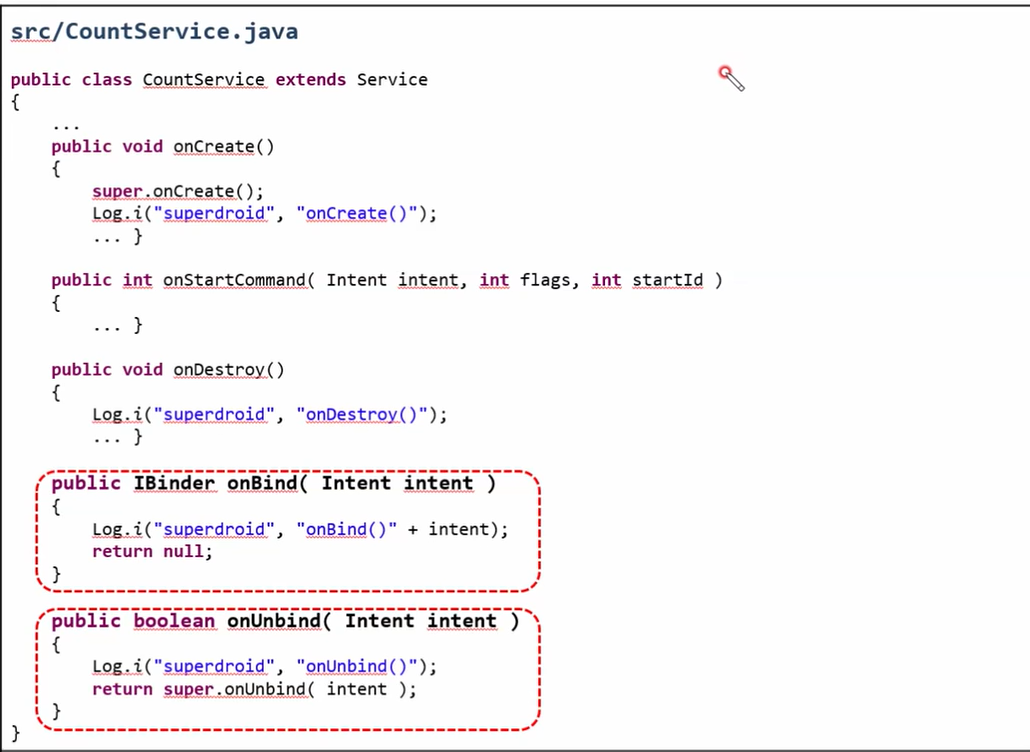 src/CountService.java
public class CountService extends Service
{
...
public void onCreate()
{
super.onCreate();
Log.i("superdroid", "onCreate()");
... }
public int onStartCommand( Intent intent, int flags, int startId )
{
... }
public void onDestroy()
{
Log.i("superdroid", "onDestroy()");
... }
public IBinder onBind( Intent intent )
{
Log.i("superdroid", "onBind()" + intent);
return null;
}
public boolean onUnbind( Intent intent )
{
Log.i("superdroid", "onUnbind()");
return super.onUnbind( intent );
}
}